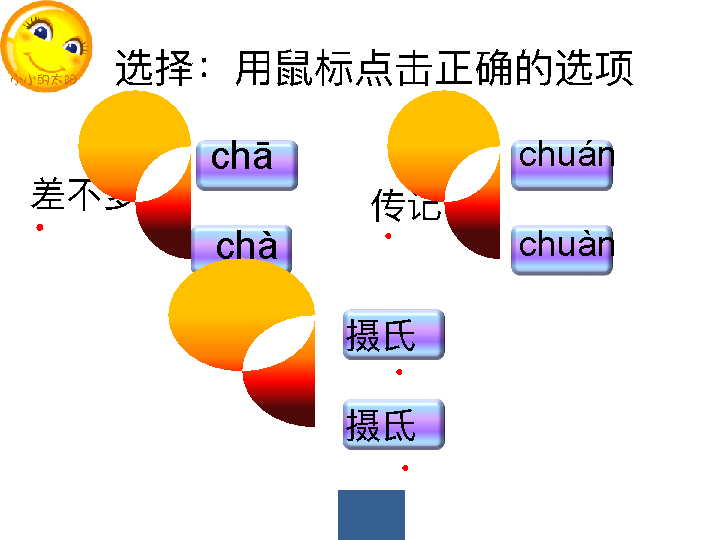 小小的太阳
选择：用鼠标点击正确的选项
差不多
chā
chà
传记
chuán
chuàn
摄氏
摄氐